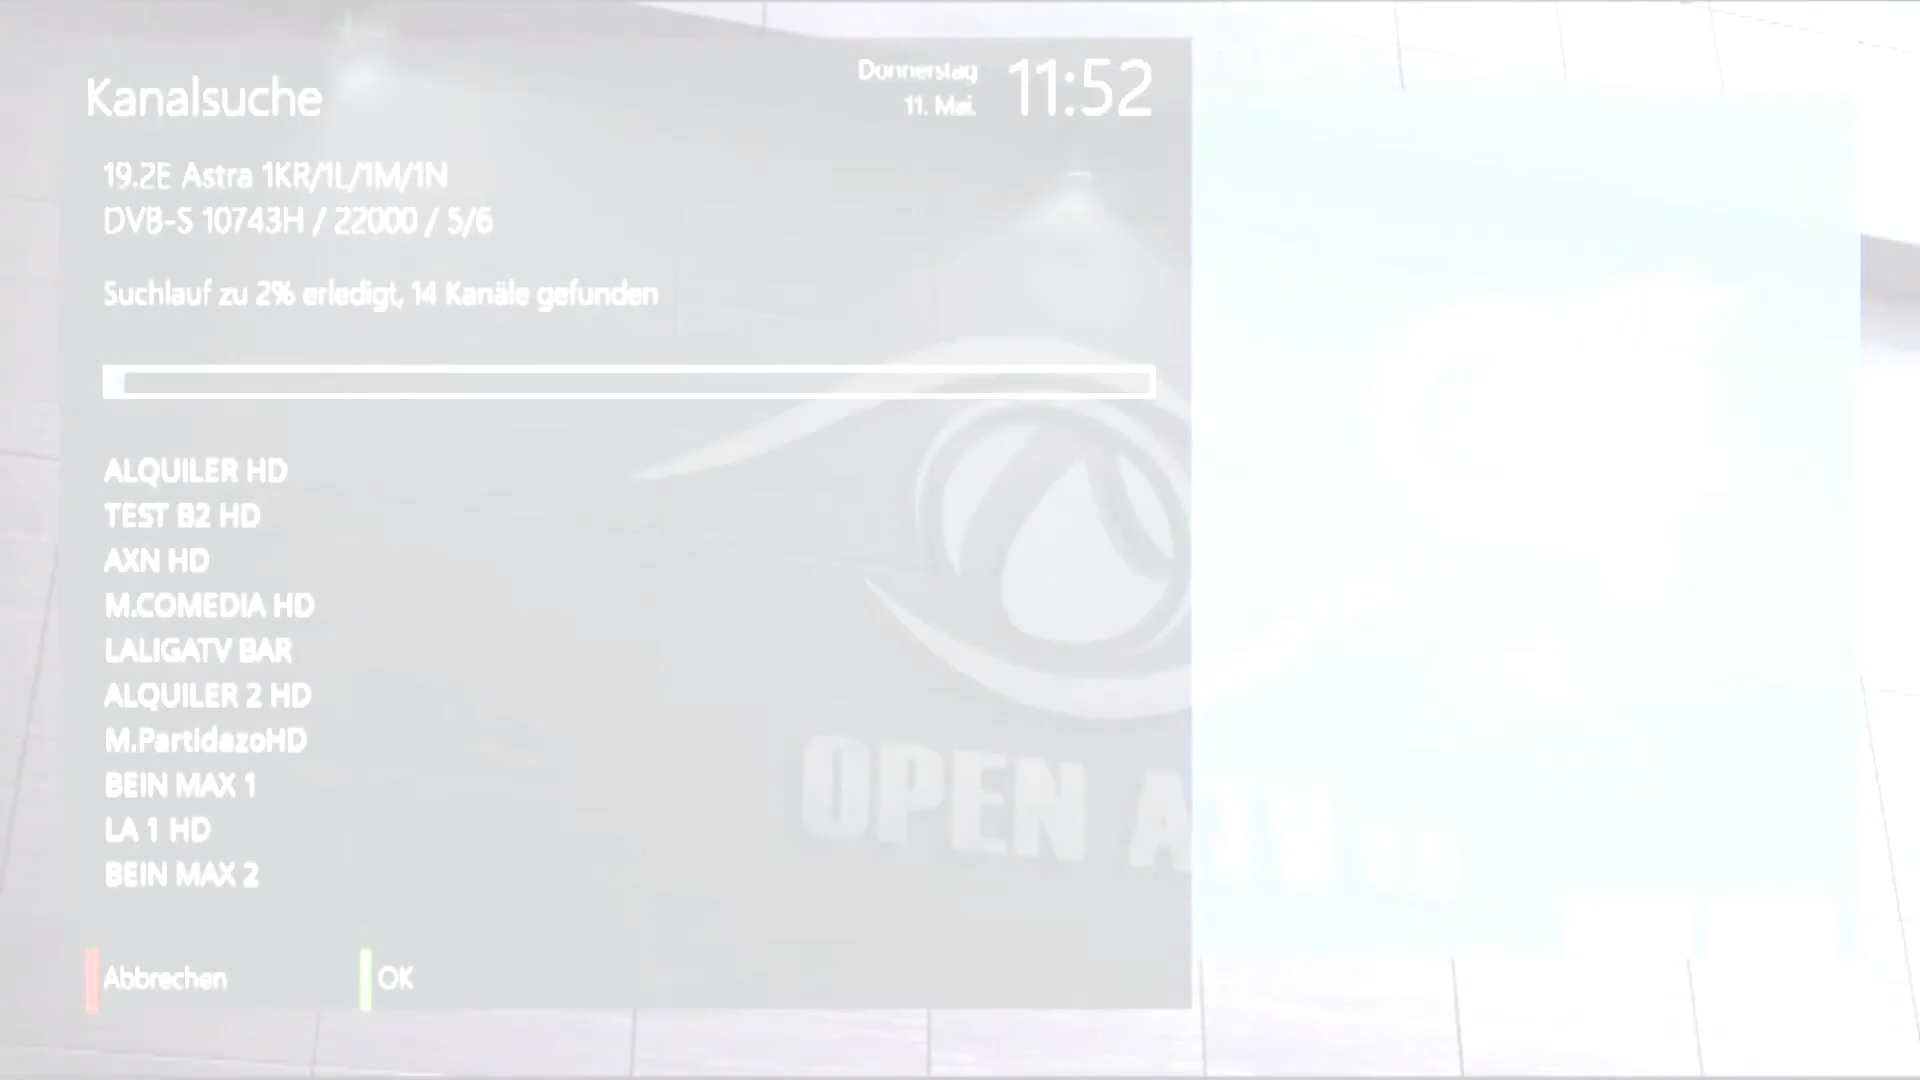 Kanalsuche
Donnerstag
11. Mai.
11:52
19.2E Astra 1KR/1L/1M/1N
DVB-S 10743H / 22000 / 5/6
Suchlauf zu 2% erledigt, 14 Kanäle gefunden
ALQUILER HD
TEST B2 HD
AXN HD
M.COMEDIA HD
LALIGATV BAR
ALQUILER 2 HD
M.PartidazoHD
BEIN MAX 1
LA 1 HD
BEIN MAX 2
OPEN ATV
Abbrechen
OK